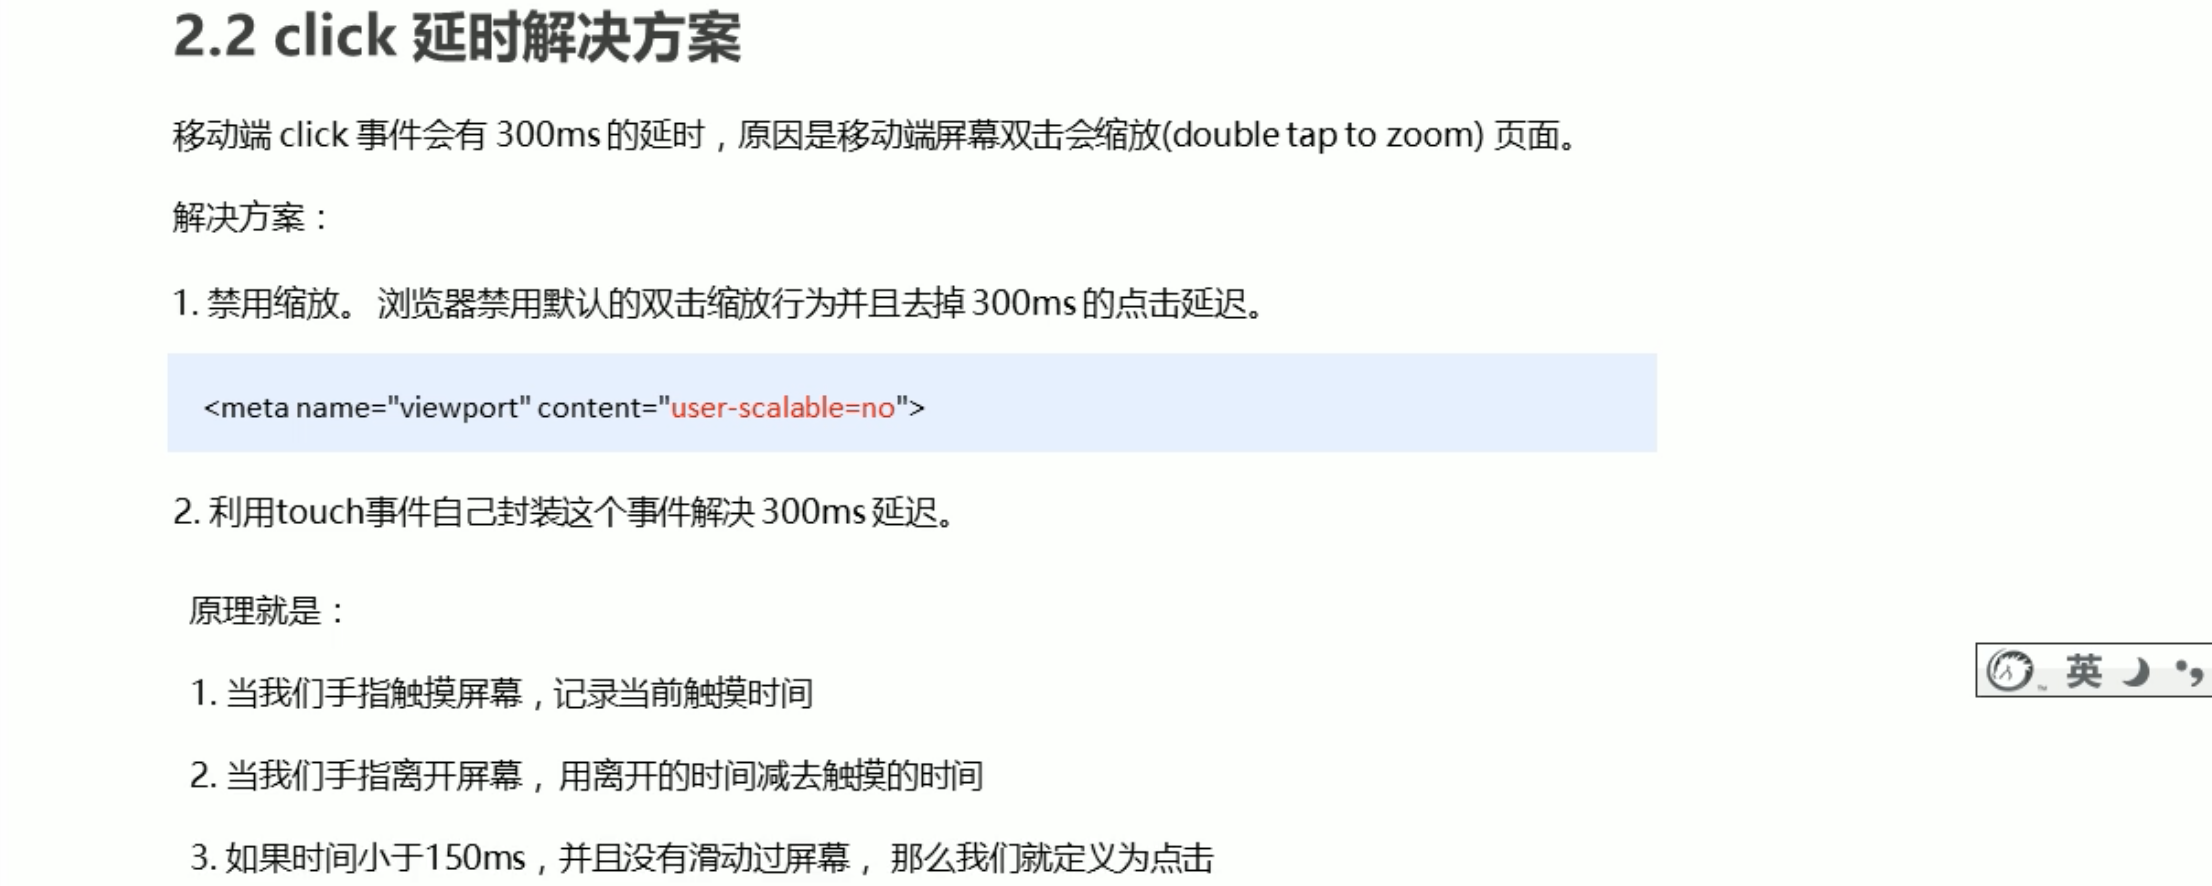 2.2 click 延时解决方案
移动端 click 事件会有 300ms 的延时，原因是移动端屏幕双击会缩放(double tap to zoom) 页面。
解决方案：
1. 禁用缩放。 浏览器禁用默认的双击缩放行为并且去掉 300ms 的点击延迟。
<meta name="viewport" content="user-scalable=no">
2. 利用touch事件自己封装这个事件解决 300ms 延迟。
原理就是：
1. 当我们手指触摸屏幕，记录当前触摸时间
英
2. 当我们手指离开屏幕， 用离开的时间减去触摸的时间
3. 如果时间小于150ms，并且没有滑动过屏幕， 那么我们就定义为点击